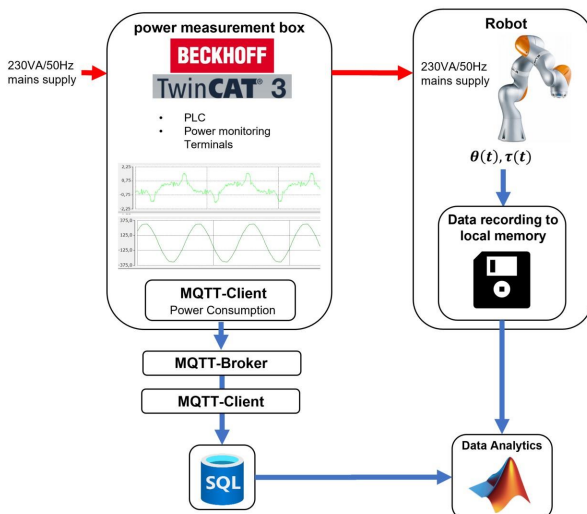 power measurement box
BECKHOFF
TwinCAT® 3
230VA/50Hz
mains supply
• PLC
• Power monitoring
Terminals
2,25
0,75
-0,75
-2,25
375,0
125,0
-125,0
-375,0
MQTT-Client
Power Consumption
MQTT-Broker
MQTT-Client
SQL
Robot
230VA/50Hz
mains supply
θ(t), τ(t)
Data recording to
local memory
Data Analytics